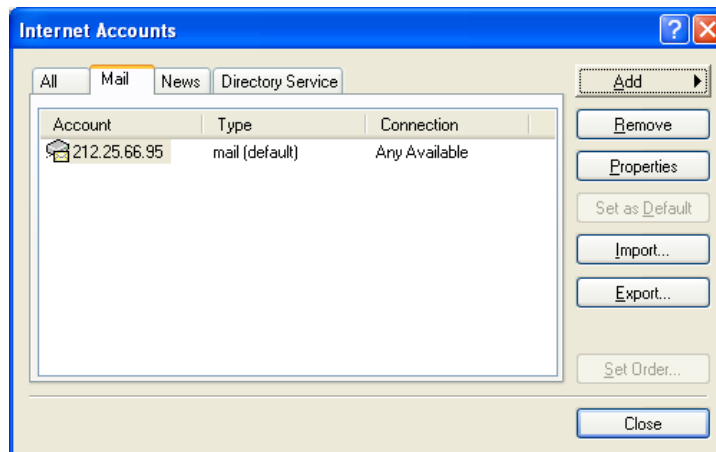 Internet Accounts
All Mail News Directory Service
Add
Remove
Properties
Set as Default
Import...
Export...
Set Order...
Close
Account Type Connection
212.25.66.95 mail (default) Any Available